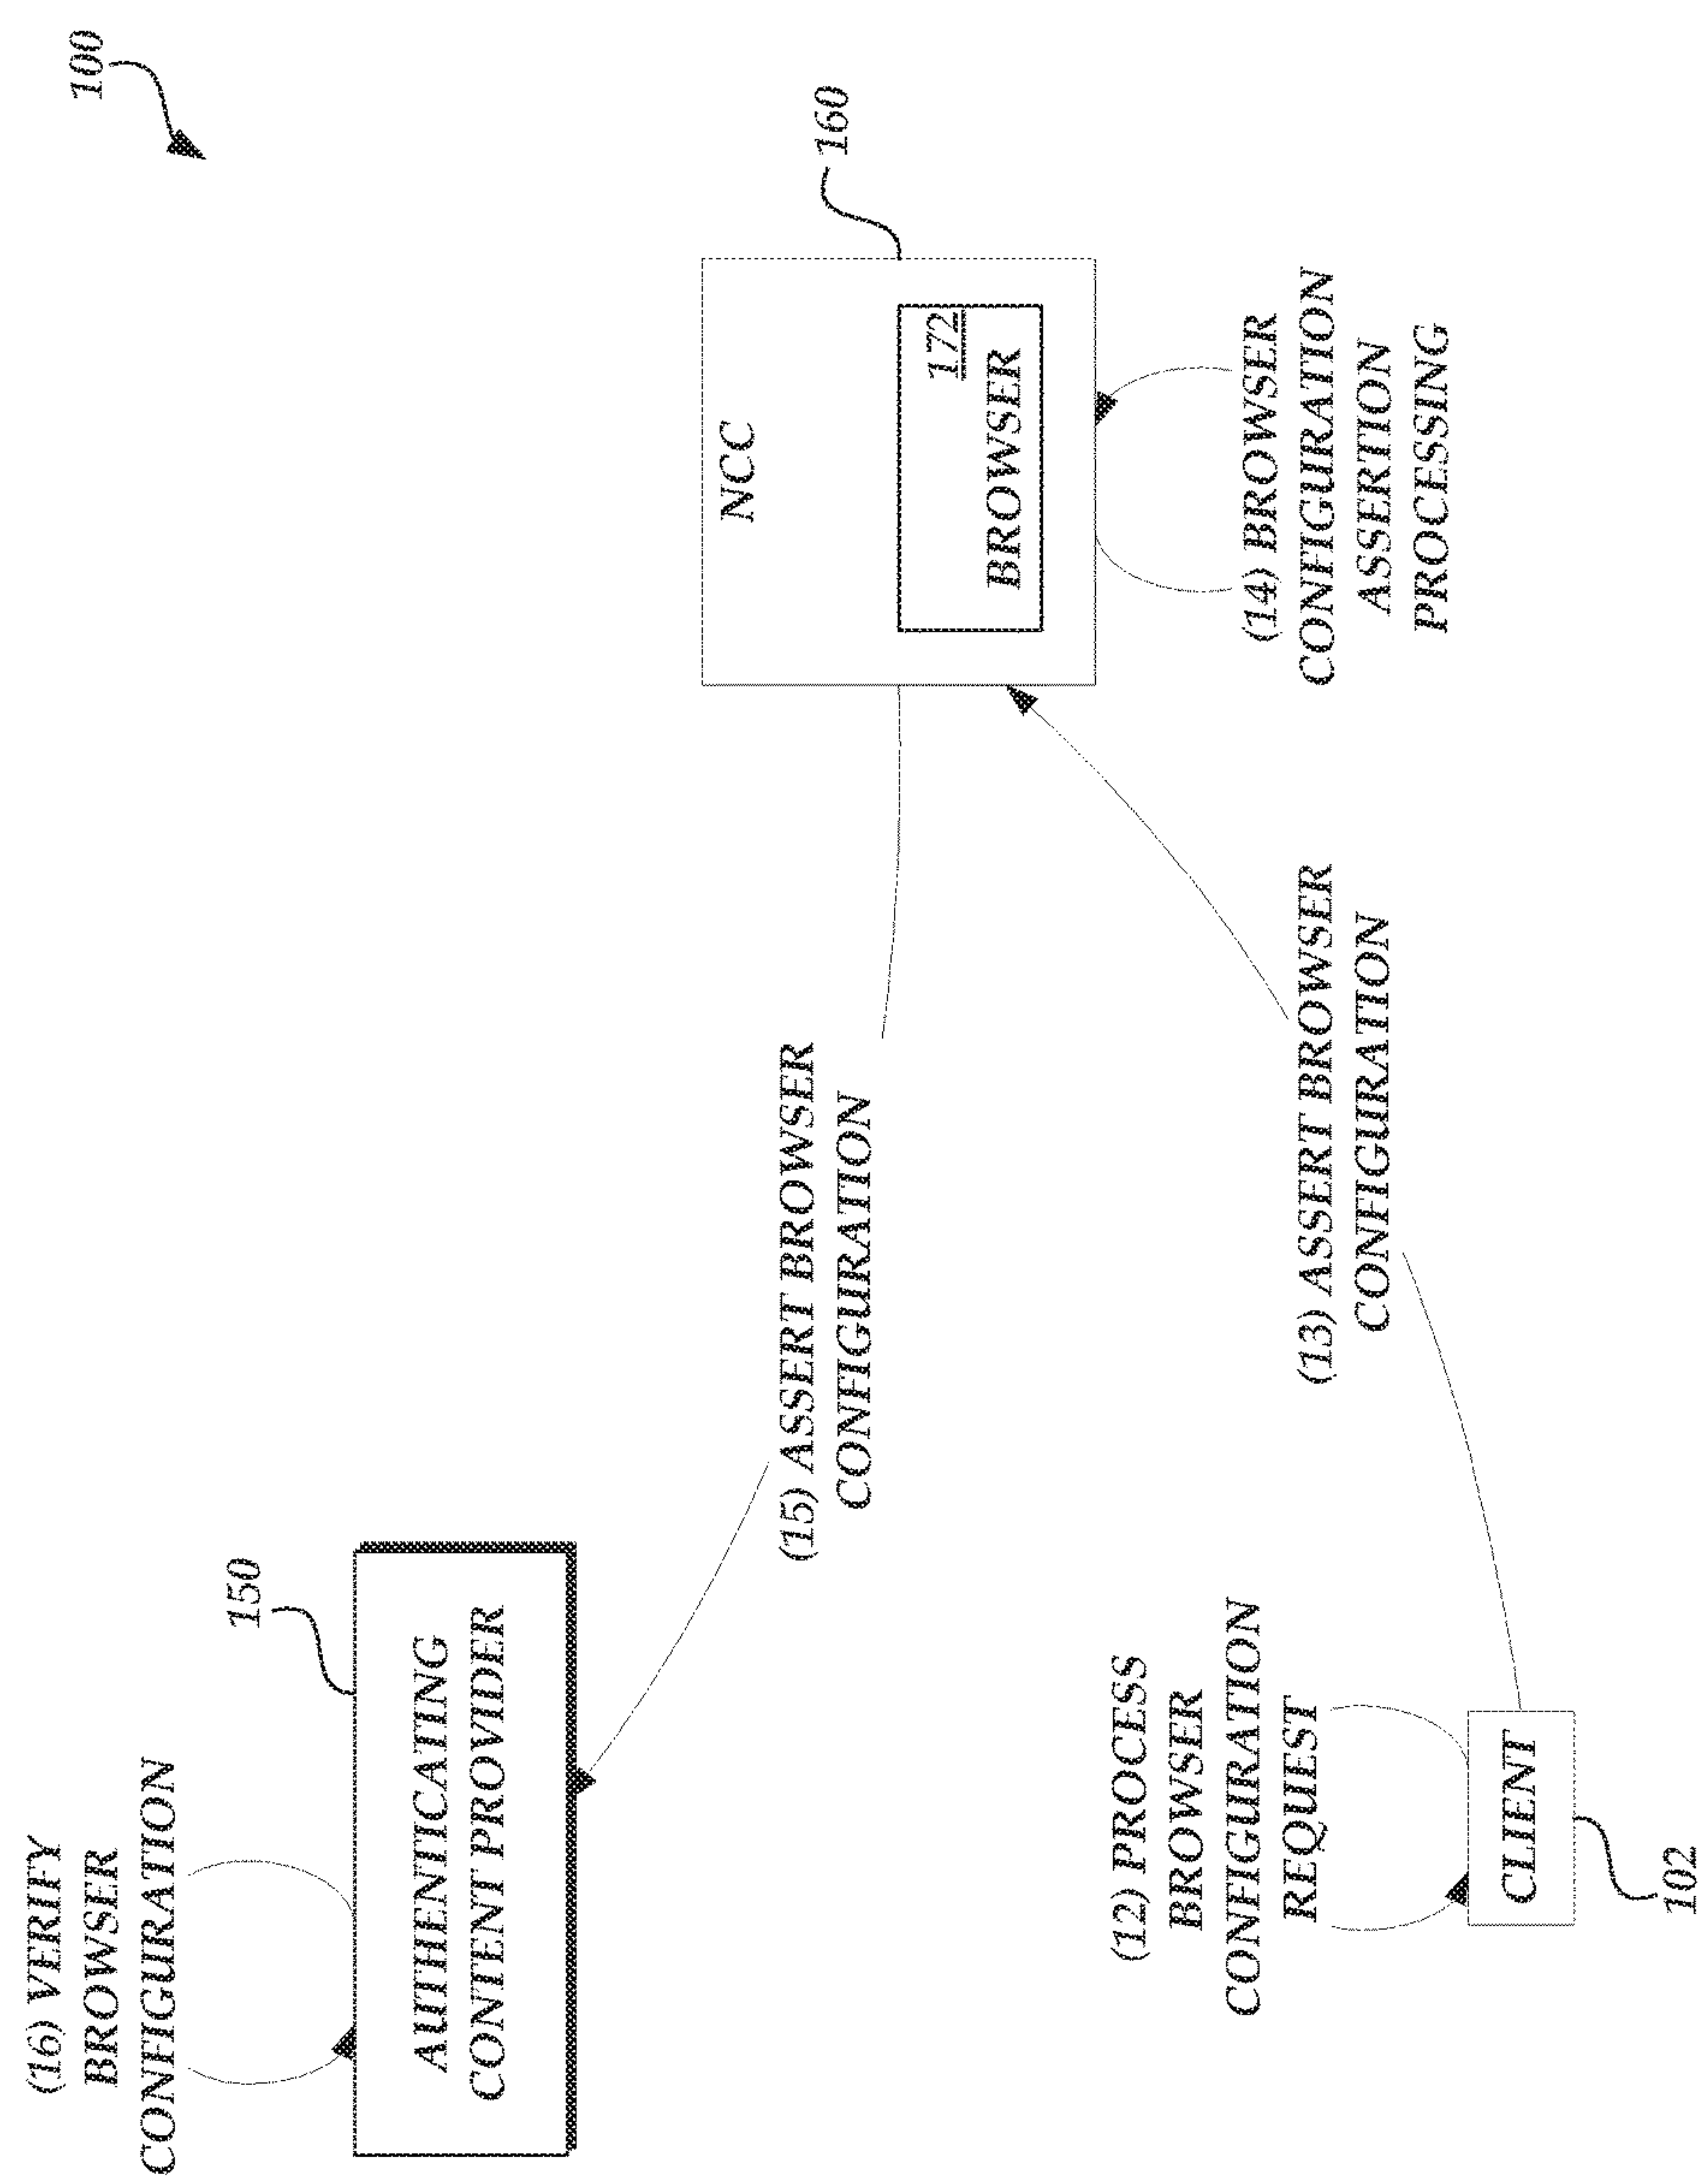 100
(16) VERIFY
BROWSER
CONFIGURATION
150
AUTHENTICATING
CONTENT PROVIDER
(15) ASSERT BROWSER
CONFIGURATION
160
NCC
172
BROWSER
(12) PROCESS
BROWSER
CONFIGURATION
REQUEST
CLIENT
102
(13) ASSERT BROWSER
CONFIGURATION
(14) BROWSER
CONFIGURATION
ASSERTION
PROCESSING